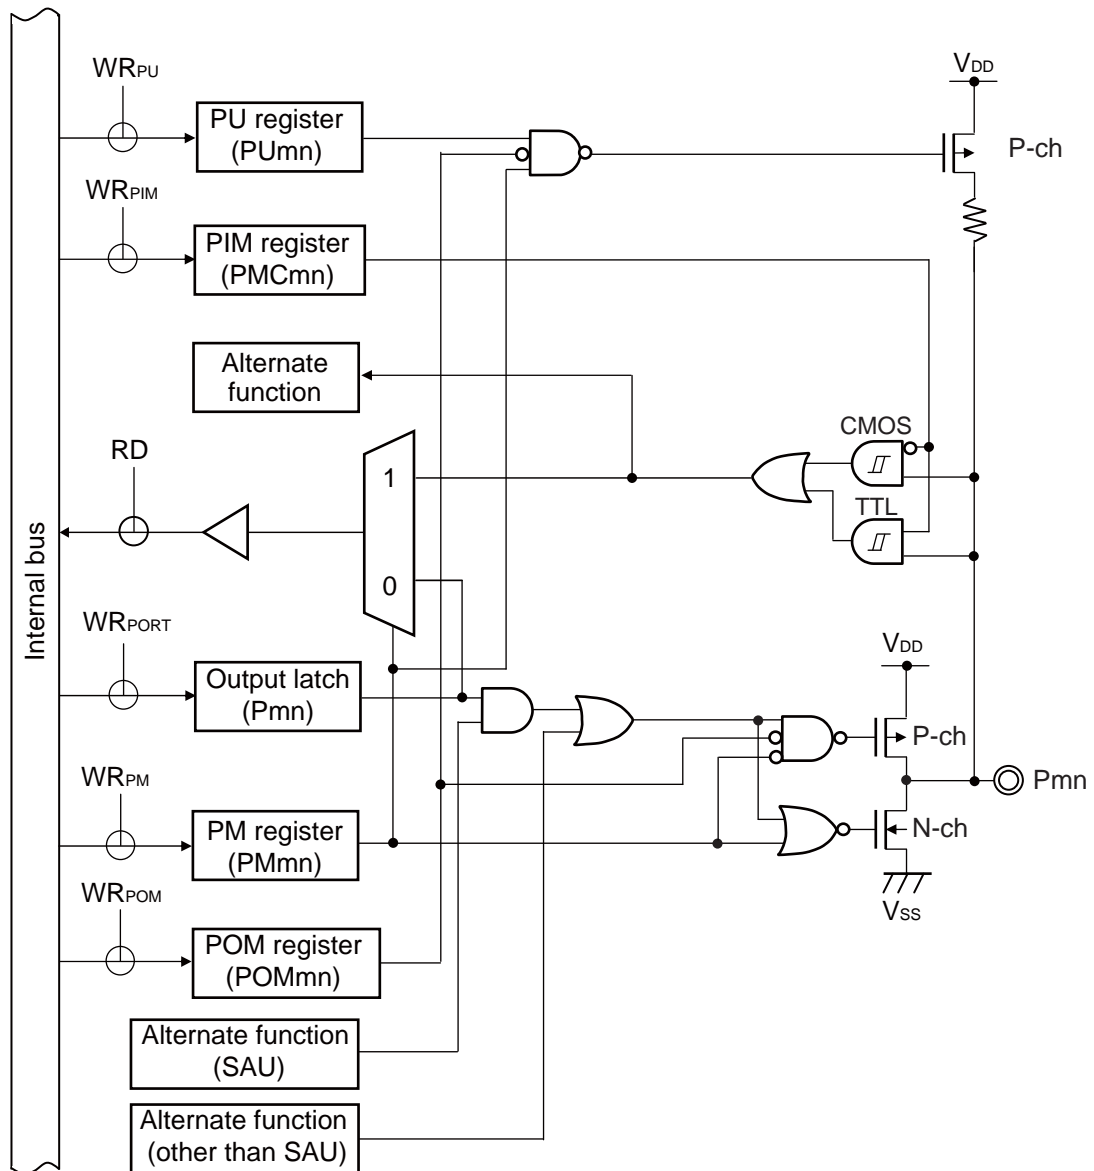 WRPU
PU register
(PUmn)
VDD
P-ch
WRPIM
PIM register
(PMCmn)
Alternate
function
CMOS
RD
1
TTL
0
Internal bus
WRPORT
Output latch
(Pmn)
VDD
P-ch
Pmn
WRPM
PM register
(PMmn)
N-ch
VSS
WRPOM
POM register
(POMmn)
Alternate function
(SAU)
Alternate function
(other than SAU)